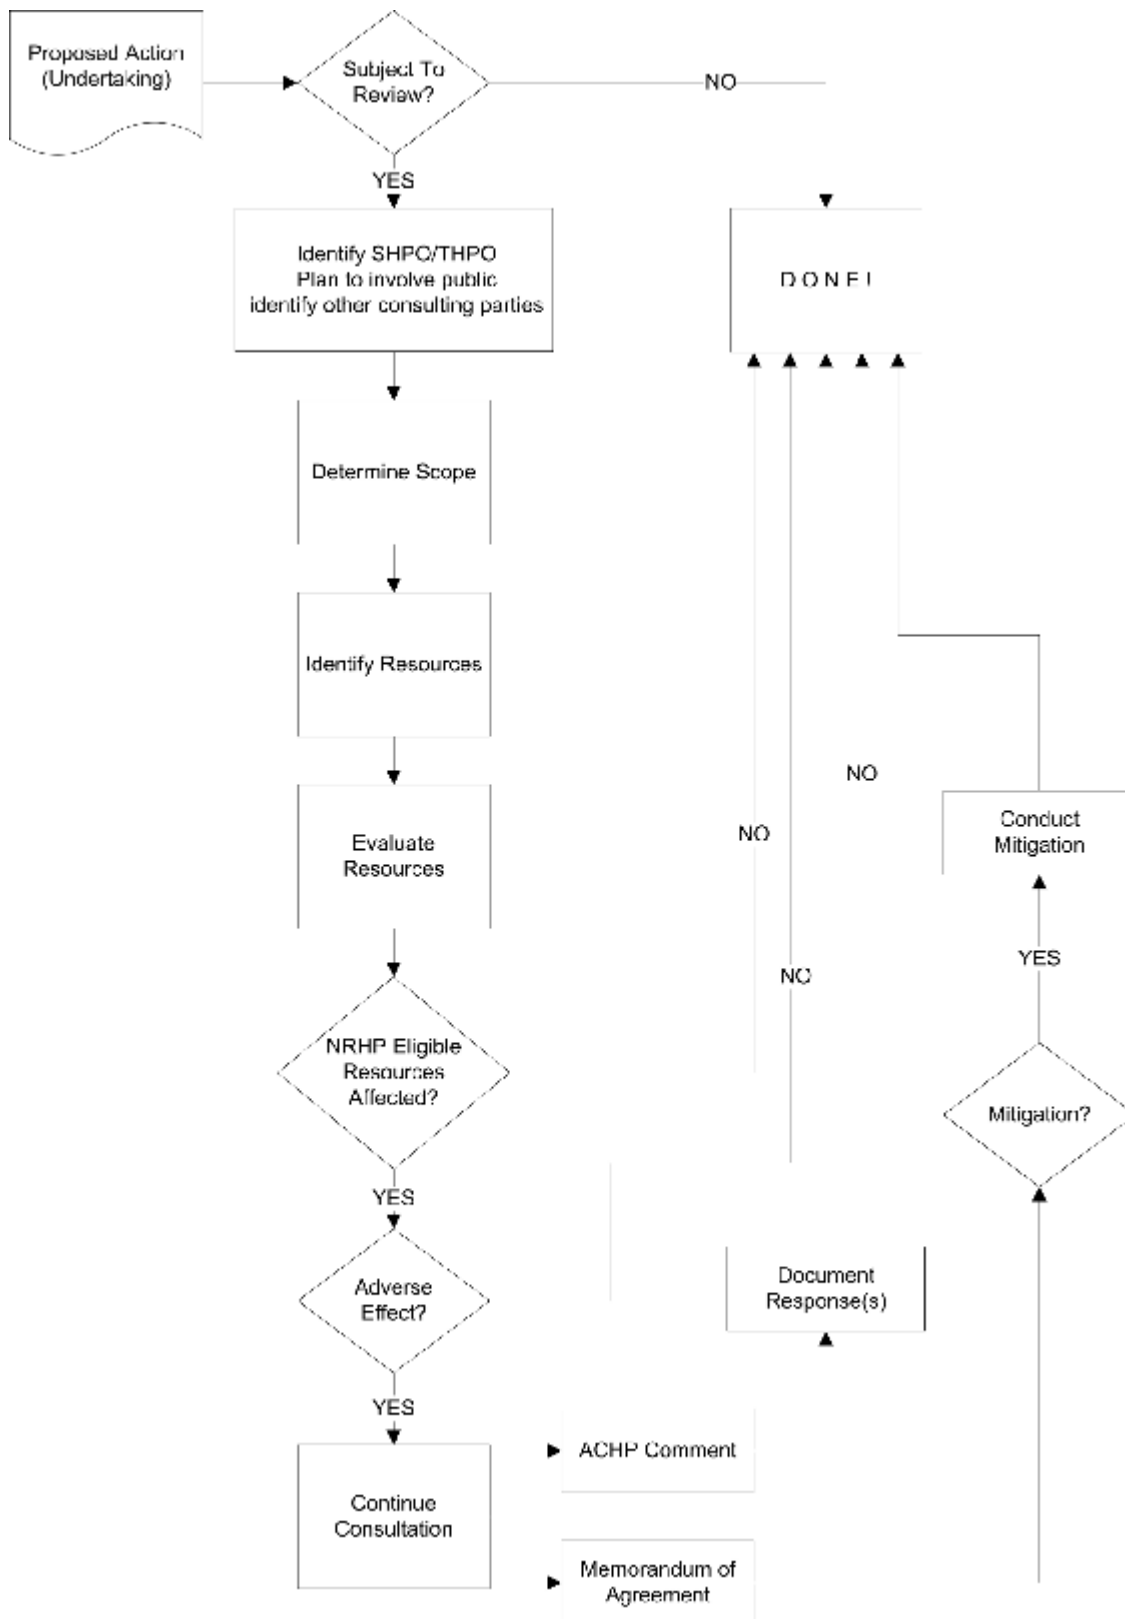 Proposed Action
(Undertaking)
Subject To
Review?
NO
YES
Identify SHPO/THPO
Plan to involve public
identify other consulting parties
D O N E !
Determine Scope
Identify Resources
Evaluate
Resources
NO
NO
Conduct
Mitigation
YES
NO
NRHP Eligible
Resources
Affected?
Mitigation?
YES
Adverse
Effect?
Document
Response(s)
YES
ACHP Comment
Continue
Consultation
Memorandum of
Agreement